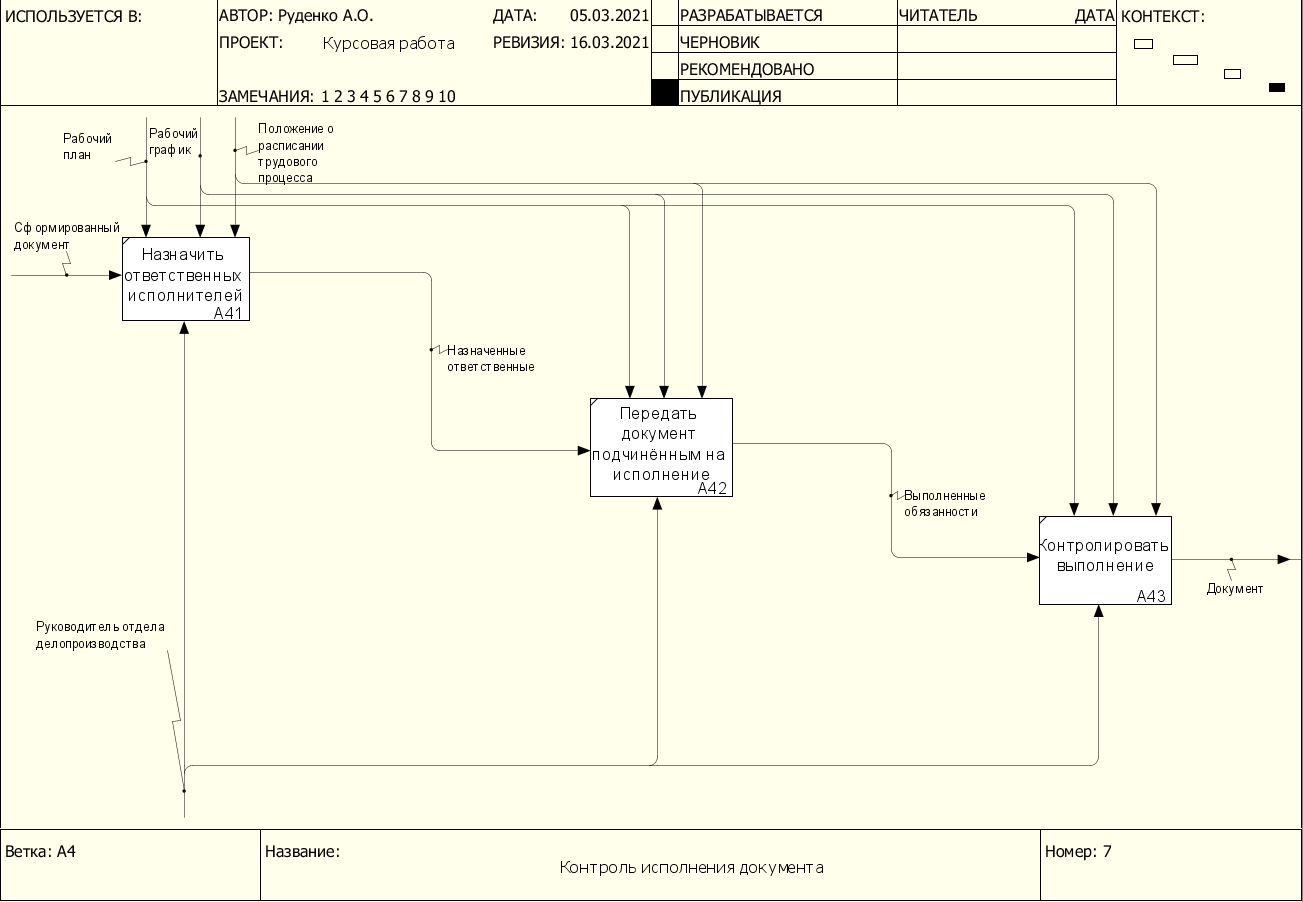 ИСПОЛЬЗУЕТСЯ В:
АВТОР: Руденко А.О.
ДАТА: 05.03.2021
ПРОЕКТ: Курсовая работа
РЕВИЗИЯ: 16.03.2021
ЗАМЕЧАНИЯ: 1 2 3 4 5 6 7 8 9 10
РАЗРАБАТЫВАЕТСЯ
ЧЕРНОВИК
РЕКОМЕНДОВАНО
ПУБЛИКАЦИЯ
ЧИТАТЕЛЬ
ДАТА
КОНТЕКСТ:
Рабочий
план
Рабочий
график
Положение о
расписании
трудового
процесса
Сформированный
документ
Назначить
ответственных
исполнителей
A41
Назначенные
ответственные
Передать
документ
подчинённым на
исполнение
A42
Выполненные
обязанности
Контролировать
выполнение
A43
Документ
Руководитель отдела
делопроизводства
Ветка: A4
Название:
Контроль исполнения документа
Номер: 7